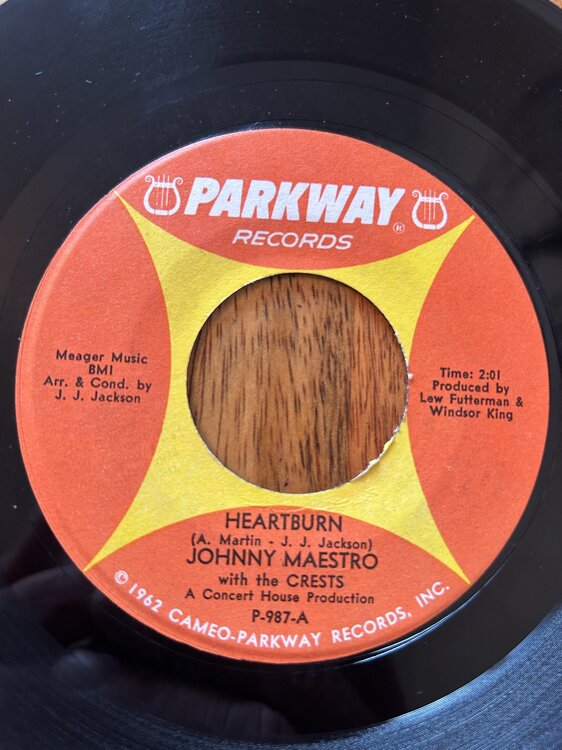 PARKWAY ®
RECORDS
Meager Music
BMI
Arr. & Cond. by
J. J. Jackson
Time: 2:01
Produced by
Lew Futterman &
Windsor King
HEARTBURN
(A. Martin - J. J. Jackson)
JOHNNY MAESTRO
with the CRESTS
A Concert House Production
P-987-A
© 1962 CAMEO-PARKWAY RECORDS, INC.